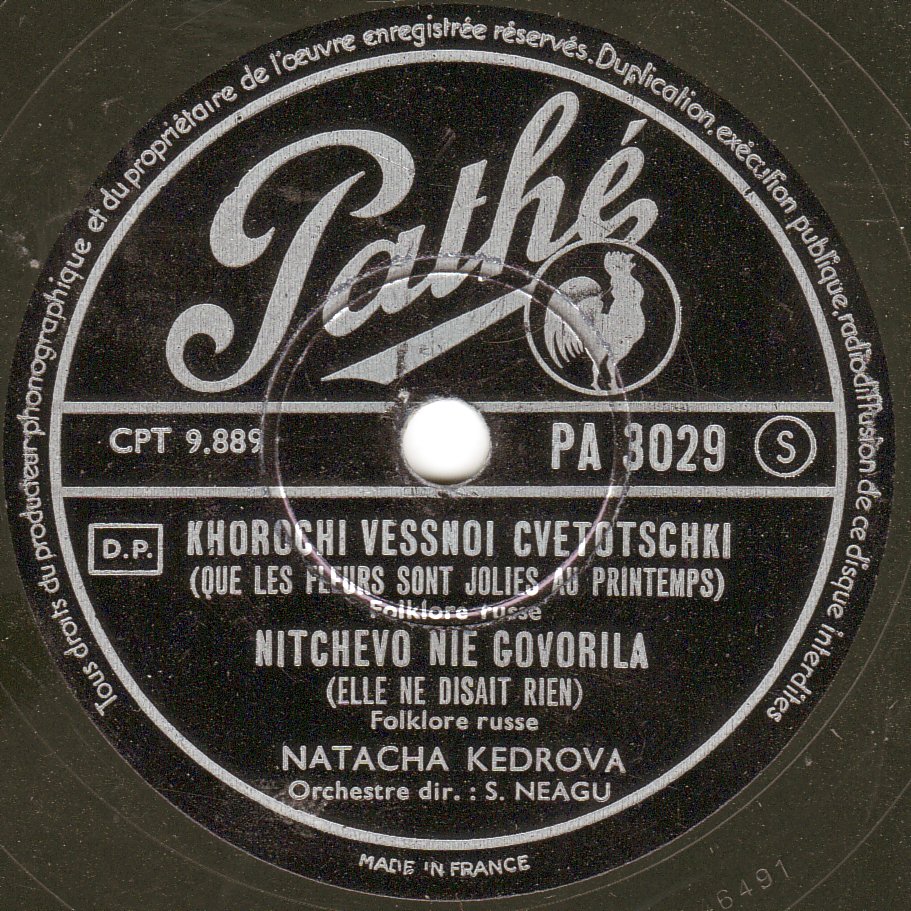 Tous droits du producteur phonographique et du propriétaire de l'œuvre enregistrée réservés. Duplication, exécution publique, radiodiffusion de ce disque interdites
Pathé
CPT 9.889
PA 3029 S
D.P. KHOROCHI VESSNOI CVETOTSCHKI
(QUE LES FLEURS SONT JOLIES AU PRINTEMPS)
Folklore russe
NITCHEVO NIE GOVORILA
(ELLE NE DISAIT RIEN)
Folklore russe
NATACHA KEDROVA
Orchestre dir. : S. NEAGU
MADE IN FRANCE
6491